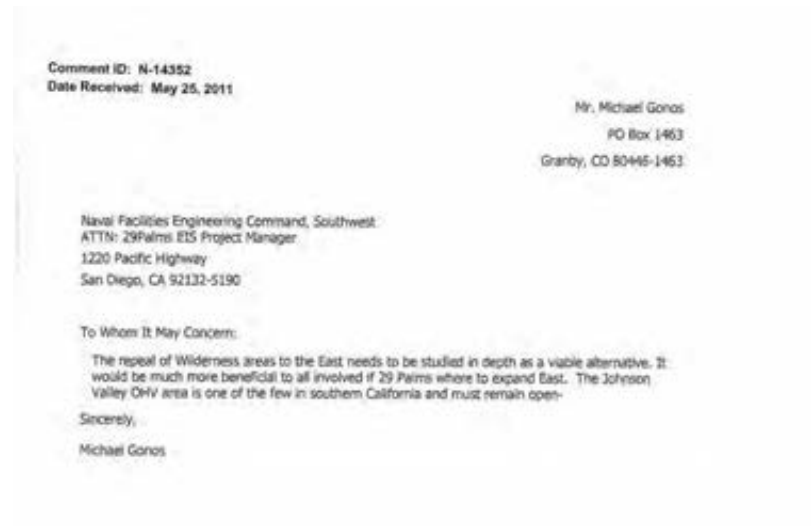 Comment ID: N-14352
Date Received: May 25, 2011
Mr. Michael Gonos
PO Box 1463
Granby, CO 80446-1463
Naval Facilities Engineering Command, Southwest
ATTN: 29Palms EIS Project Manager
1220 Pacific Highway
San Diego, CA 92132-5190
To Whom It May Concern:
The repeal of Wilderness areas to the East needs to be studied in depth as a viable alternative. It
would be much more beneficial to all involved if 29 Palms where to expand East. The Johnson
Valley OHV area is one of the few in southern California and must remain open-
Sincerely,
Michael Gonos